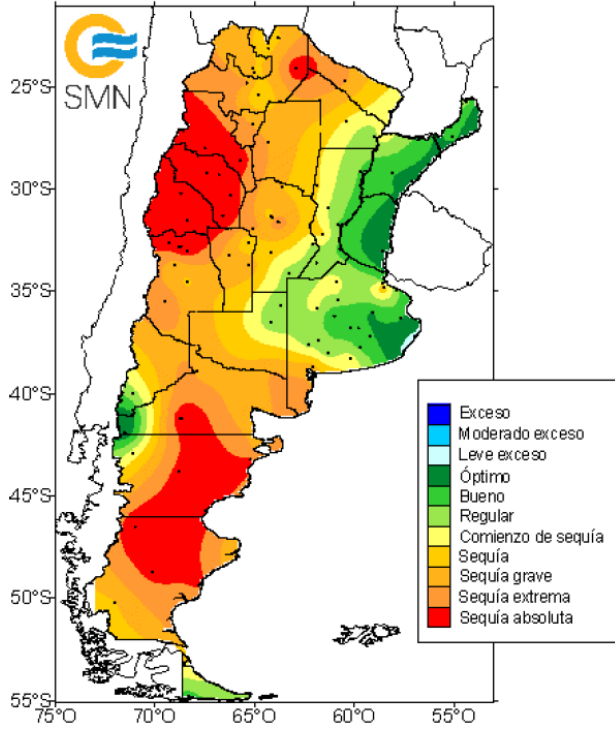 SMN
25°S
30°S
35°S
40°S
45°S
50°S
55°S
75°O
70°O
65°O
60°O
55°O
Exceso
Moderado exceso
Leve exceso
Óptimo
Bueno
Regular
Comienzo de sequía
Sequía
Sequía grave
Sequía extrema
Sequía absoluta